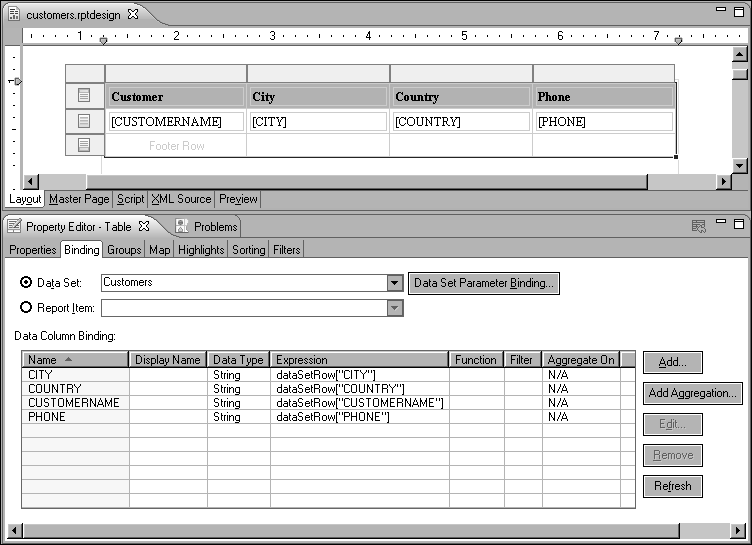 customers.rptdesign
1 2 3 4 5 6 7
1
Customer City Country Phone
[CUSTOMERNAME] [CITY] [COUNTRY] [PHONE]
Footer Row
Layout Master Page Script XML Source Preview
Property Editor - Table Problems
Properties Binding Groups Map Highlights Sorting Filters
Data Set: Customers Data Set Parameter Binding...
Report Item:
Data Column Binding:
Name Display Name Data Type Expression Function Filter Aggregate On
CITY String dataSetRow["CITY"] N/A
COUNTRY String dataSetRow["COUNTRY"] N/A
CUSTOMERNAME String dataSetRow["CUSTOMERNAME"] N/A
PHONE String dataSetRow["PHONE"] N/A
Add...
Add Aggregation...
Edit...
Remove
Refresh